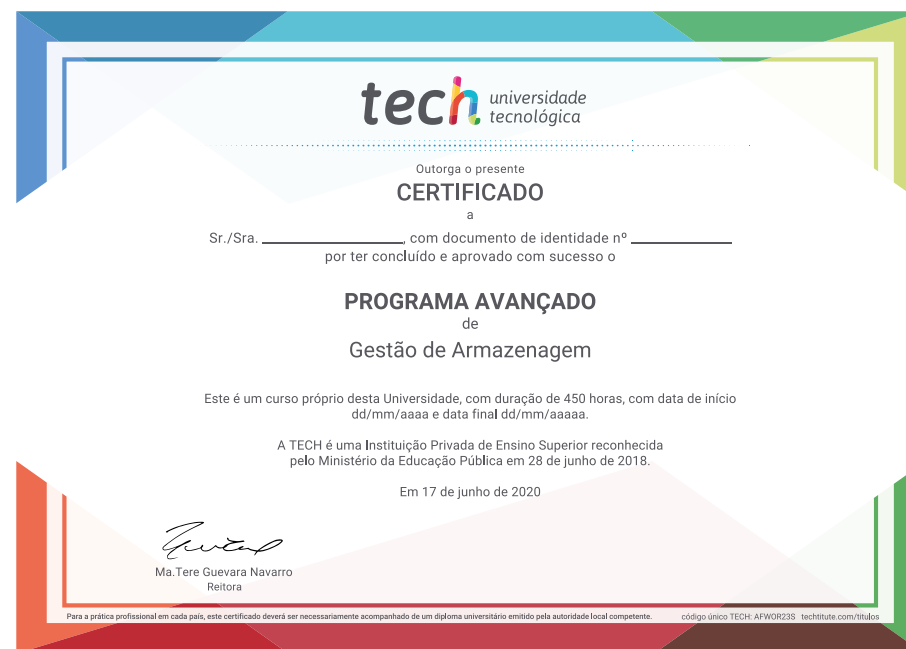 tech universidade
tecnológica
Outorga o presente
CERTIFICADO
a
Sr./Sra. ____________, com documento de identidade nº ____________
por ter concluído e aprovado com sucesso o
PROGRAMA AVANÇADO
de
Gestão de Armazenagem
Este é um curso próprio desta Universidade, com duração de 450 horas, com data de início
dd/mm/aaaa e data final dd/mm/aaaaa.
A TECH é uma Instituição Privada de Ensino Superior reconhecida
pelo Ministério da Educação Pública em 28 de junho de 2018.
Em 17 de junho de 2020
Ma.Tere Guevara Navarro
Reitora
Para a prática profissional em cada país, este certificado deverá ser necessariamente acompanhado de um diploma universitário emitido pela autoridade local competente. código único TECH: AFWOR23S techtitute.com/titulos